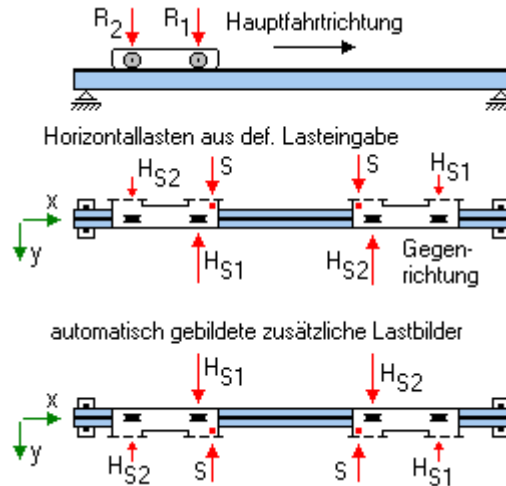 R2 R1 Hauptfahrtrichtung
Horizontallasten aus def. Lasteingabe
HS2 S S HS1
x
y
HS1 HS2 Gegen-
richtung
automatisch gebildete zusätzliche Lastbilder
HS1 HS2
x
y
HS2 S S HS1